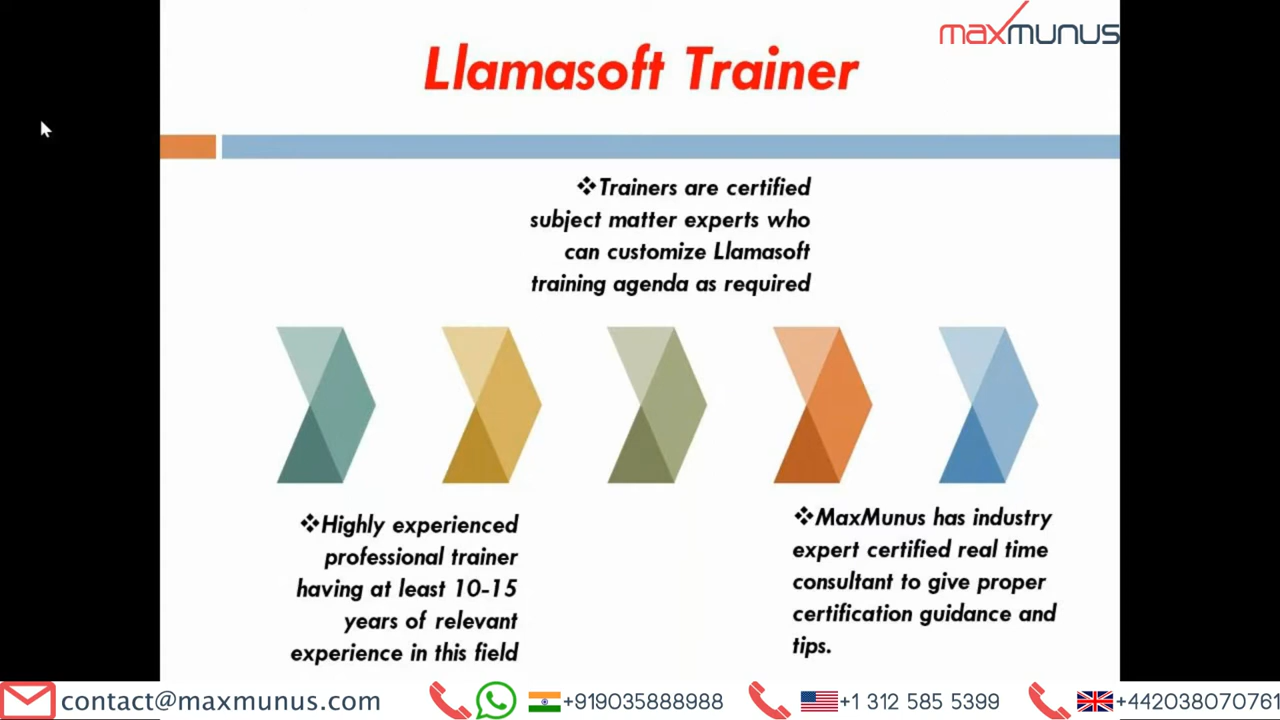 maxmunus
Llamasoft Trainer
❖Trainers are certified
subject matter experts who
can customize Llamasoft
training agenda as required
❖Highly experienced
professional trainer
having at least 10-15
years of relevant
experience in this field
❖MaxMunus has industry
expert certified real time
consultant to give proper
certification guidance and
tips.
contact@maxmunus.com +919035888988 +1 312 585 5399 +442038070761